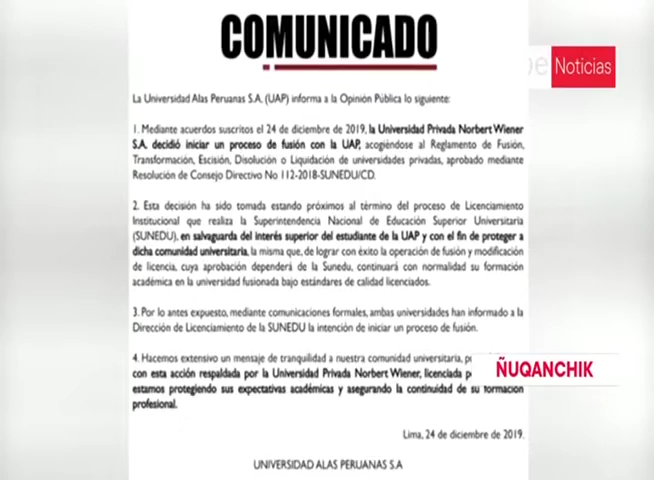 COMUNICADO
Noticias
La Universidad Alas Peruanas S.A. (UAP) informa a la Opinión Pública lo siguiente:
1. Mediante acuerdos suscritos el 24 de diciembre de 2019, la Universidad Privada Norbert Wiener
S.A. decidió iniciar un proceso de fusión con la UAP, acogiéndose al Reglamento de Fusión,
Transformación, Escisión, Disolución o Liquidación de universidades privadas, aprobado mediante
Resolución de Consejo Directivo No 112-2018-SUNEDU/CD.
2. Esta decisión ha sido tomada estando próximos al término del proceso de Licenciamiento
Institucional que realiza la Superintendencia Nacional de Educación Superior Universitaria
(SUNEDU), en salvaguarda del interés superior del estudiante de la UAP y con el fin de proteger a
dicha comunidad universitaria, la misma que, de lograr con éxito la operación de fusión y modificación
de licencia, cuya aprobación dependerá de la Sunedu, continuará con normalidad su formación
académica en la universidad fusionada bajo estándares de calidad licenciados.
3. Por lo antes expuesto, mediante comunicaciones formales, ambas universidades han informado a la
Dirección de Licenciamiento de la SUNEDU la intención de iniciar un proceso de fusión.
4. Hacemos extensivo un mensaje de tranquilidad a nuestra comunidad universitaria,
con esta acción respaldada por la Universidad Privada Norbert Wiener, licenciada
estamos protegiendo sus expectativas académicas y asegurando la continuidad de su formación
profesional.
ÑUQANCHIK
Lima, 24 de diciembre de 2019.
UNIVERSIDAD ALAS PERUANAS S.A